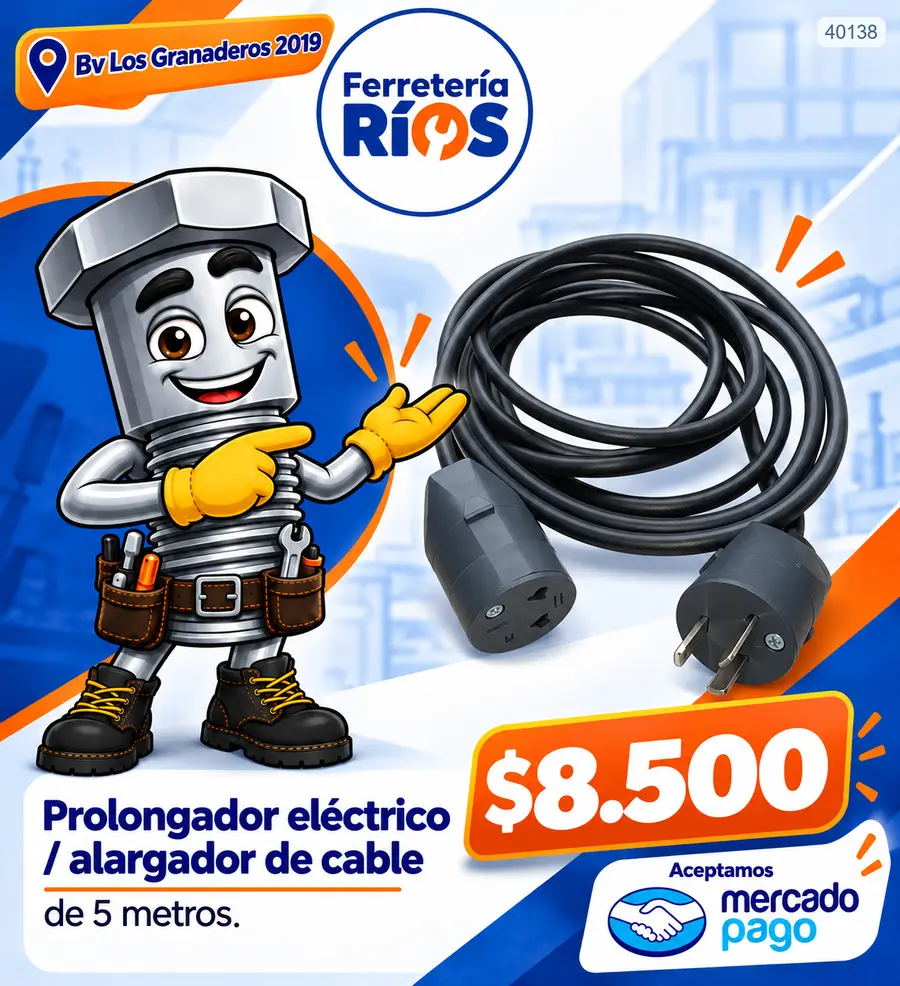 Bv Los Granaderos 2019
Ferretería
Ríos
40138
$8.500
Prolongador eléctrico
/ alargador de cable
de 5 metros.
Aceptamos
mercado
pago